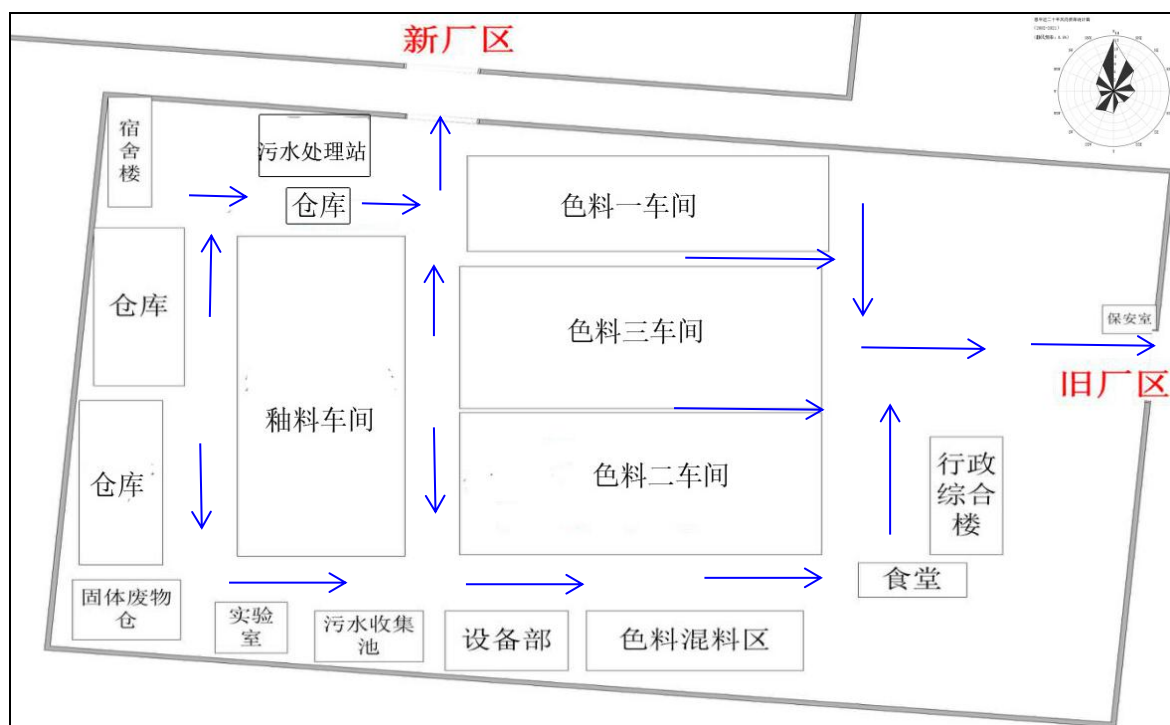 新厂区
(2002-2021)
宿
舍
楼
污水处理站
仓库
色料一车间
仓库
色料三车间
保安室
旧厂区
釉料车间
仓库
色料二车间
行政
综合
楼
固体废物
仓
实验
室
污水收集
池
设备部
色料混料区
食堂